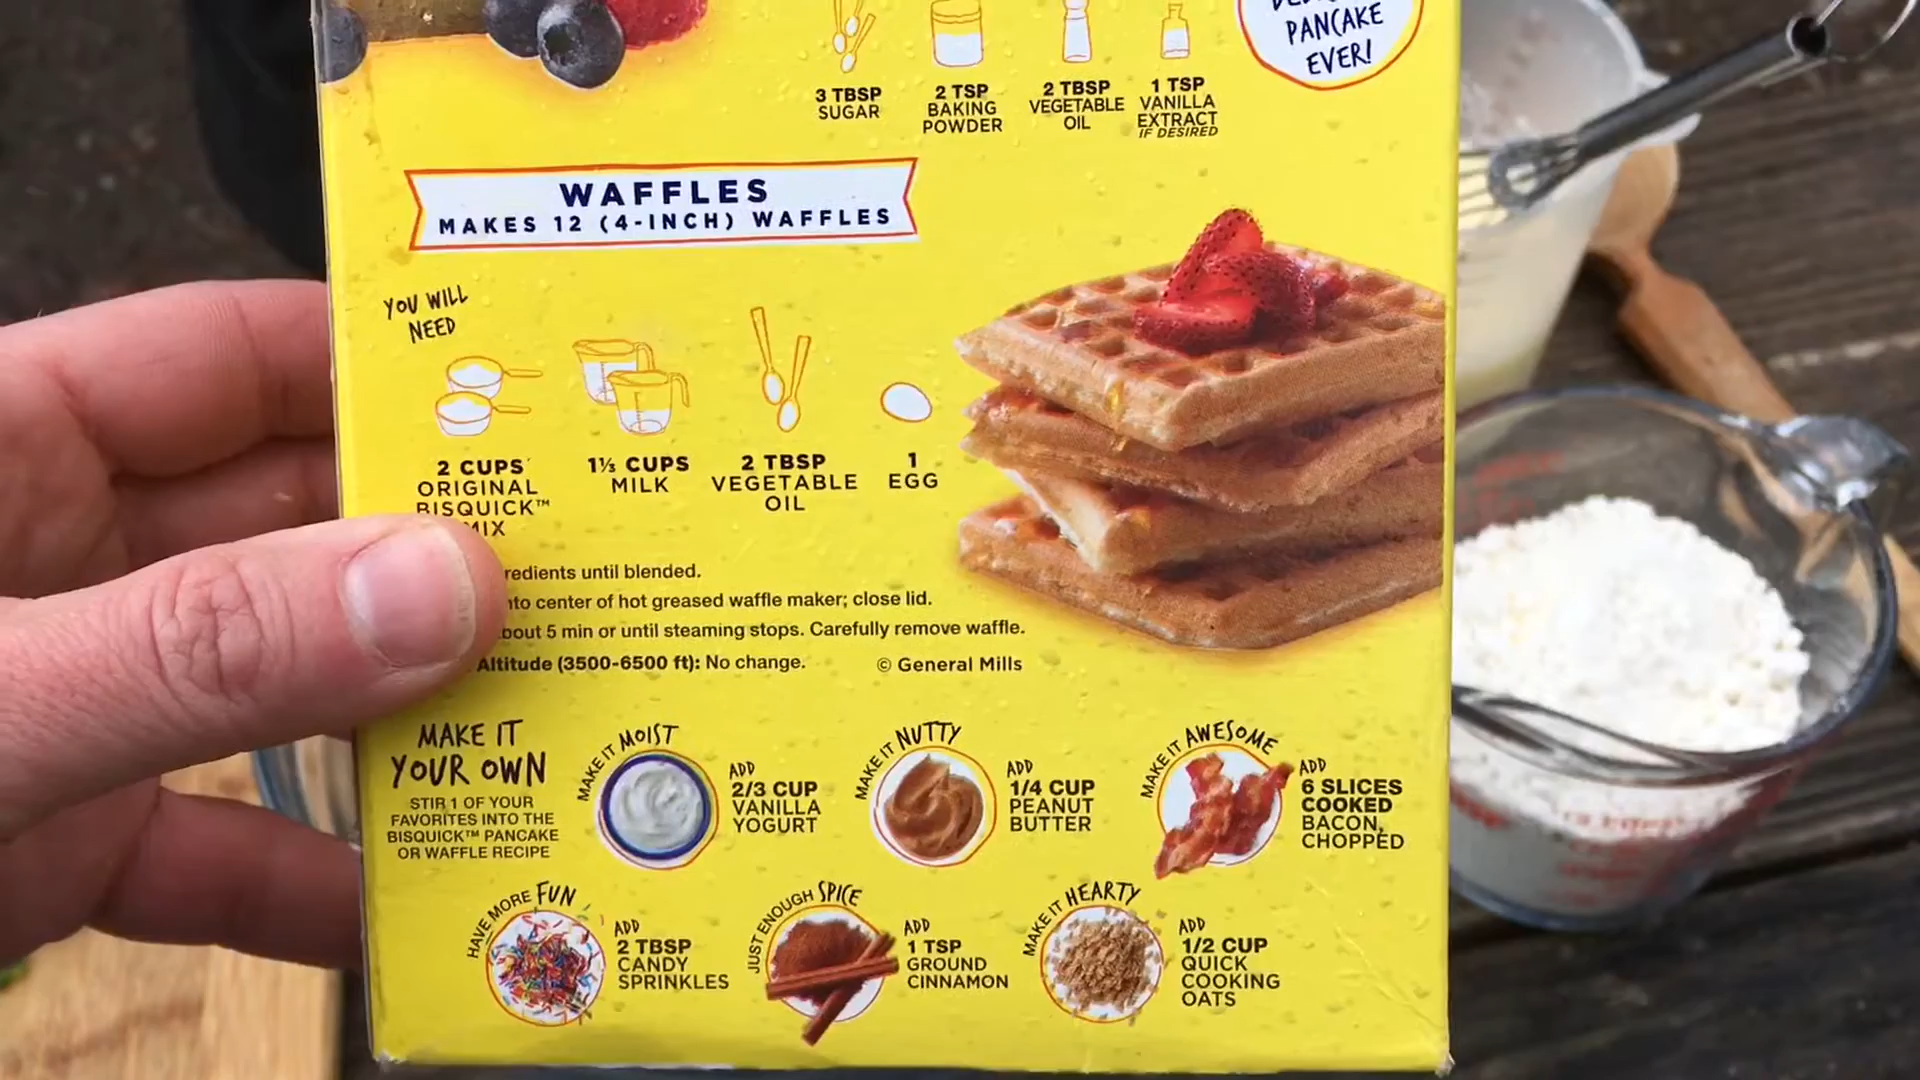 PANCAKE
EVER!
3 TBSP
SUGAR
2 TSP
BAKING
POWDER
2 TBSP
VEGETABLE
OIL
1 TSP
VANILLA
EXTRACT
IF DESIRED
WAFFLES
MAKES 12 (4-INCH) WAFFLES
YOU WILL
NEED
2 CUPS
ORIGINAL
BISQUICK™
MIX
1⅓ CUPS
MILK
2 TBSP
VEGETABLE
OIL
1
EGG
until blended.
center of hot greased waffle maker; close lid.
5 min or until steaming stops. Carefully remove waffle.
Altitude (3500-6500 ft): No change.
© General Mills
MAKE IT
YOUR OWN
STIR 1 OF YOUR
FAVORITES INTO THE
BISQUICK™ PANCAKE
OR WAFFLE RECIPE
MAKE IT MOIST
ADD
2/3 CUP
VANILLA
YOGURT
MAKE IT NUTTY
ADD
1/4 CUP
PEANUT
BUTTER
MAKE IT AWESOME
ADD
6 SLICES
COOKED
BACON,
CHOPPED
HAVE MORE FUN
ADD
2 TBSP
CANDY
SPRINKLES
JUST ENOUGH SPICE
ADD
1 TSP
GROUND
CINNAMON
MAKE IT HEARTY
ADD
1/2 CUP
QUICK
COOKING
OATS